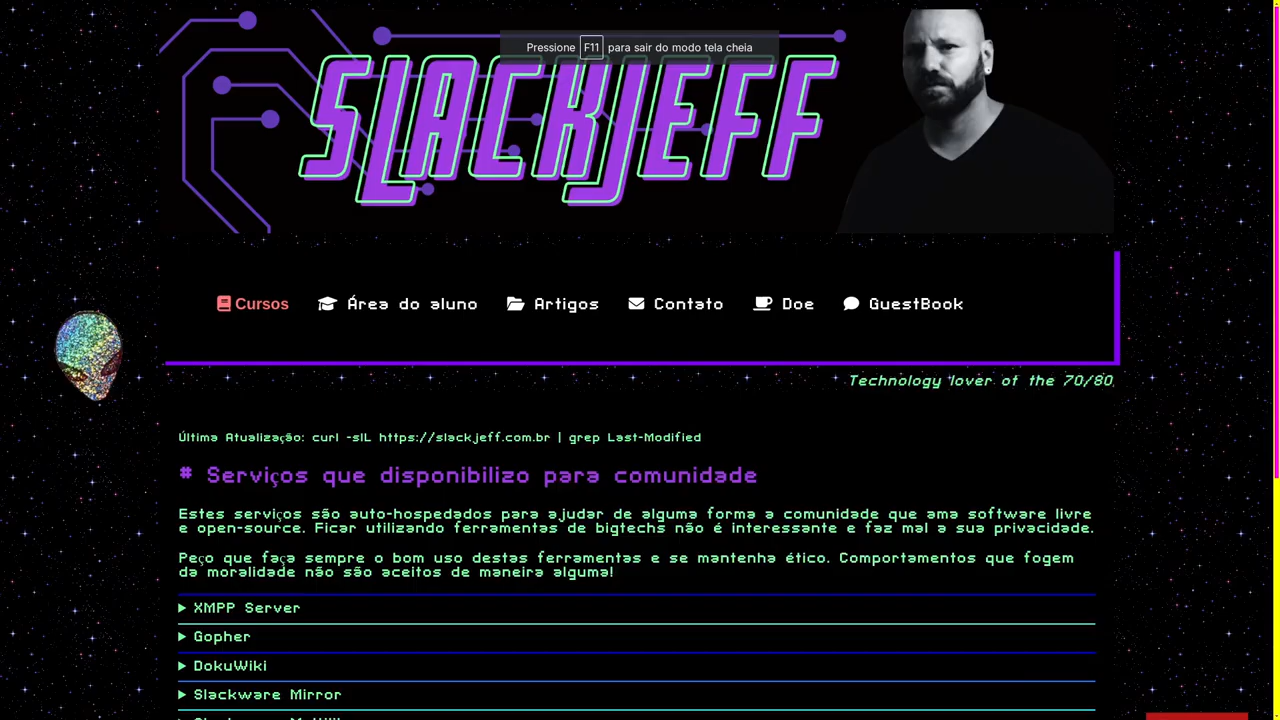 Pressione F11 para sair do modo tela cheia
SLACKJEFF
Cursos Área do aluno Artigos Contato Doe GuestBook
Technology lover of the 70/80
Última Atualização: curl -sIL https://slackjeff.com.br | grep Last-Modified
# Serviços que disponibilizo para comunidade
Estes serviços são auto-hospedados para ajudar de alguma forma a comunidade que ama software livre
e open-source. Ficar utilizando ferramentas de bigtechs não é interessante e faz mal a sua privacidade.
Peço que faça sempre o bom uso destas ferramentas e se mantenha ético. Comportamentos que fogem
da moralidade não são aceitos de maneira alguma!
XMPP Server
Gopher
DokuWiki
Slackware Mirror